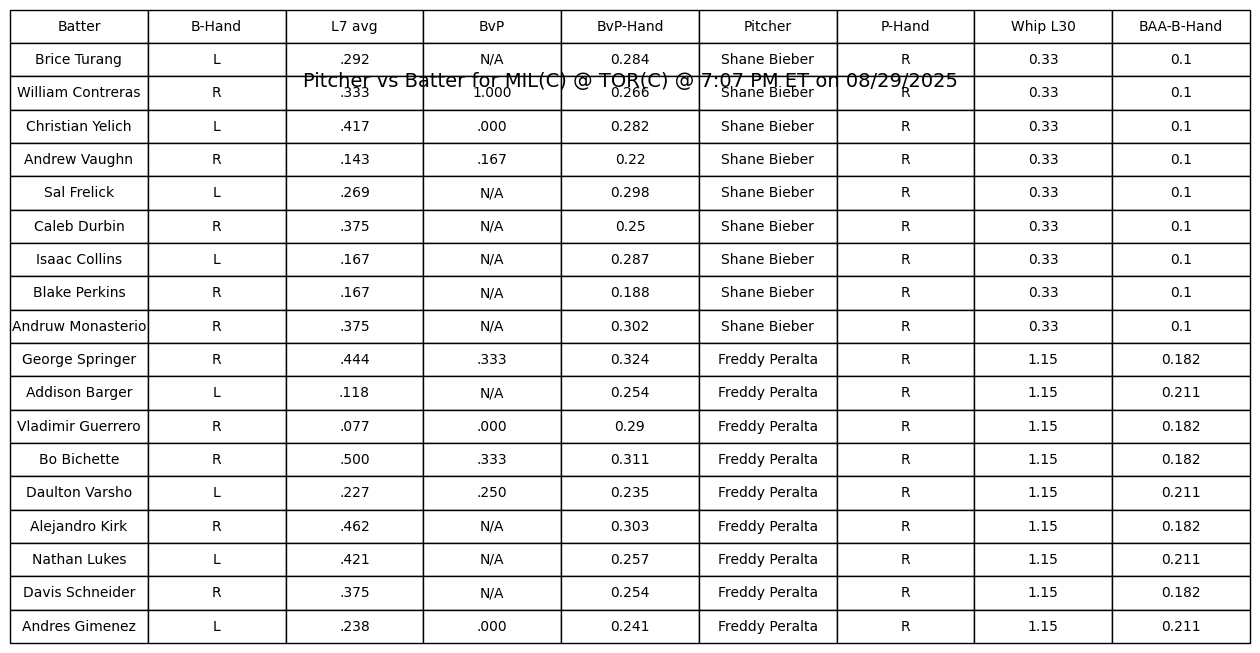 Batter B-Hand L7 avg BvP BvP-Hand Pitcher P-Hand Whip L30 BAA-B-Hand
Brice Turang L .292 N/A 0.284 Shane Bieber R 0.33 0.1
Pitcher vs Batter for MIL(C) @ TOR(C) @ 7:07 PM ET on 08/29/2025
William Contreras R .333 1.000 0.266 Shane Bieber R 0.33 0.1
Christian Yelich L .417 .000 0.282 Shane Bieber R 0.33 0.1
Andrew Vaughn R .143 .167 0.22 Shane Bieber R 0.33 0.1
Sal Frelick L .269 N/A 0.298 Shane Bieber R 0.33 0.1
Caleb Durbin R .375 N/A 0.25 Shane Bieber R 0.33 0.1
Isaac Collins L .167 N/A 0.287 Shane Bieber R 0.33 0.1
Blake Perkins R .167 N/A 0.188 Shane Bieber R 0.33 0.1
Andruw Monasterio R .375 N/A 0.302 Shane Bieber R 0.33 0.1
George Springer R .444 .333 0.324 Freddy Peralta R 1.15 0.182
Addison Barger L .118 N/A 0.254 Freddy Peralta R 1.15 0.211
Vladimir Guerrero R .077 .000 0.29 Freddy Peralta R 1.15 0.182
Bo Bichette R .500 .333 0.311 Freddy Peralta R 1.15 0.182
Daulton Varsho L .227 .250 0.235 Freddy Peralta R 1.15 0.211
Alejandro Kirk R .462 N/A 0.303 Freddy Peralta R 1.15 0.182
Nathan Lukes L .421 N/A 0.257 Freddy Peralta R 1.15 0.211
Davis Schneider R .375 N/A 0.254 Freddy Peralta R 1.15 0.182
Andres Gimenez L .238 .000 0.241 Freddy Peralta R 1.15 0.211